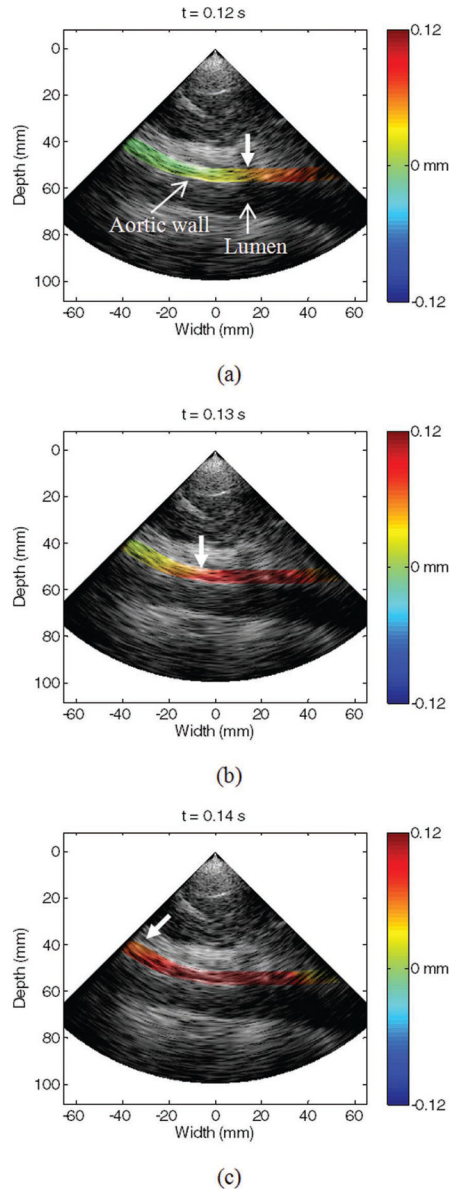 t = 0.12 s
0.12
0
20
40
60
80
100
Depth (mm)
Aortic wall
Lumen
0 mm
-0.12
-60 -40 -20 0 20 40 60
Width (mm)
(a)
t = 0.13 s
0.12
0
20
40
60
80
100
Depth (mm)
0 mm
-0.12
-60 -40 -20 0 20 40 60
Width (mm)
(b)
t = 0.14 s
0.12
0
20
40
60
80
100
Depth (mm)
0 mm
-0.12
-60 -40 -20 0 20 40 60
Width (mm)
(c)